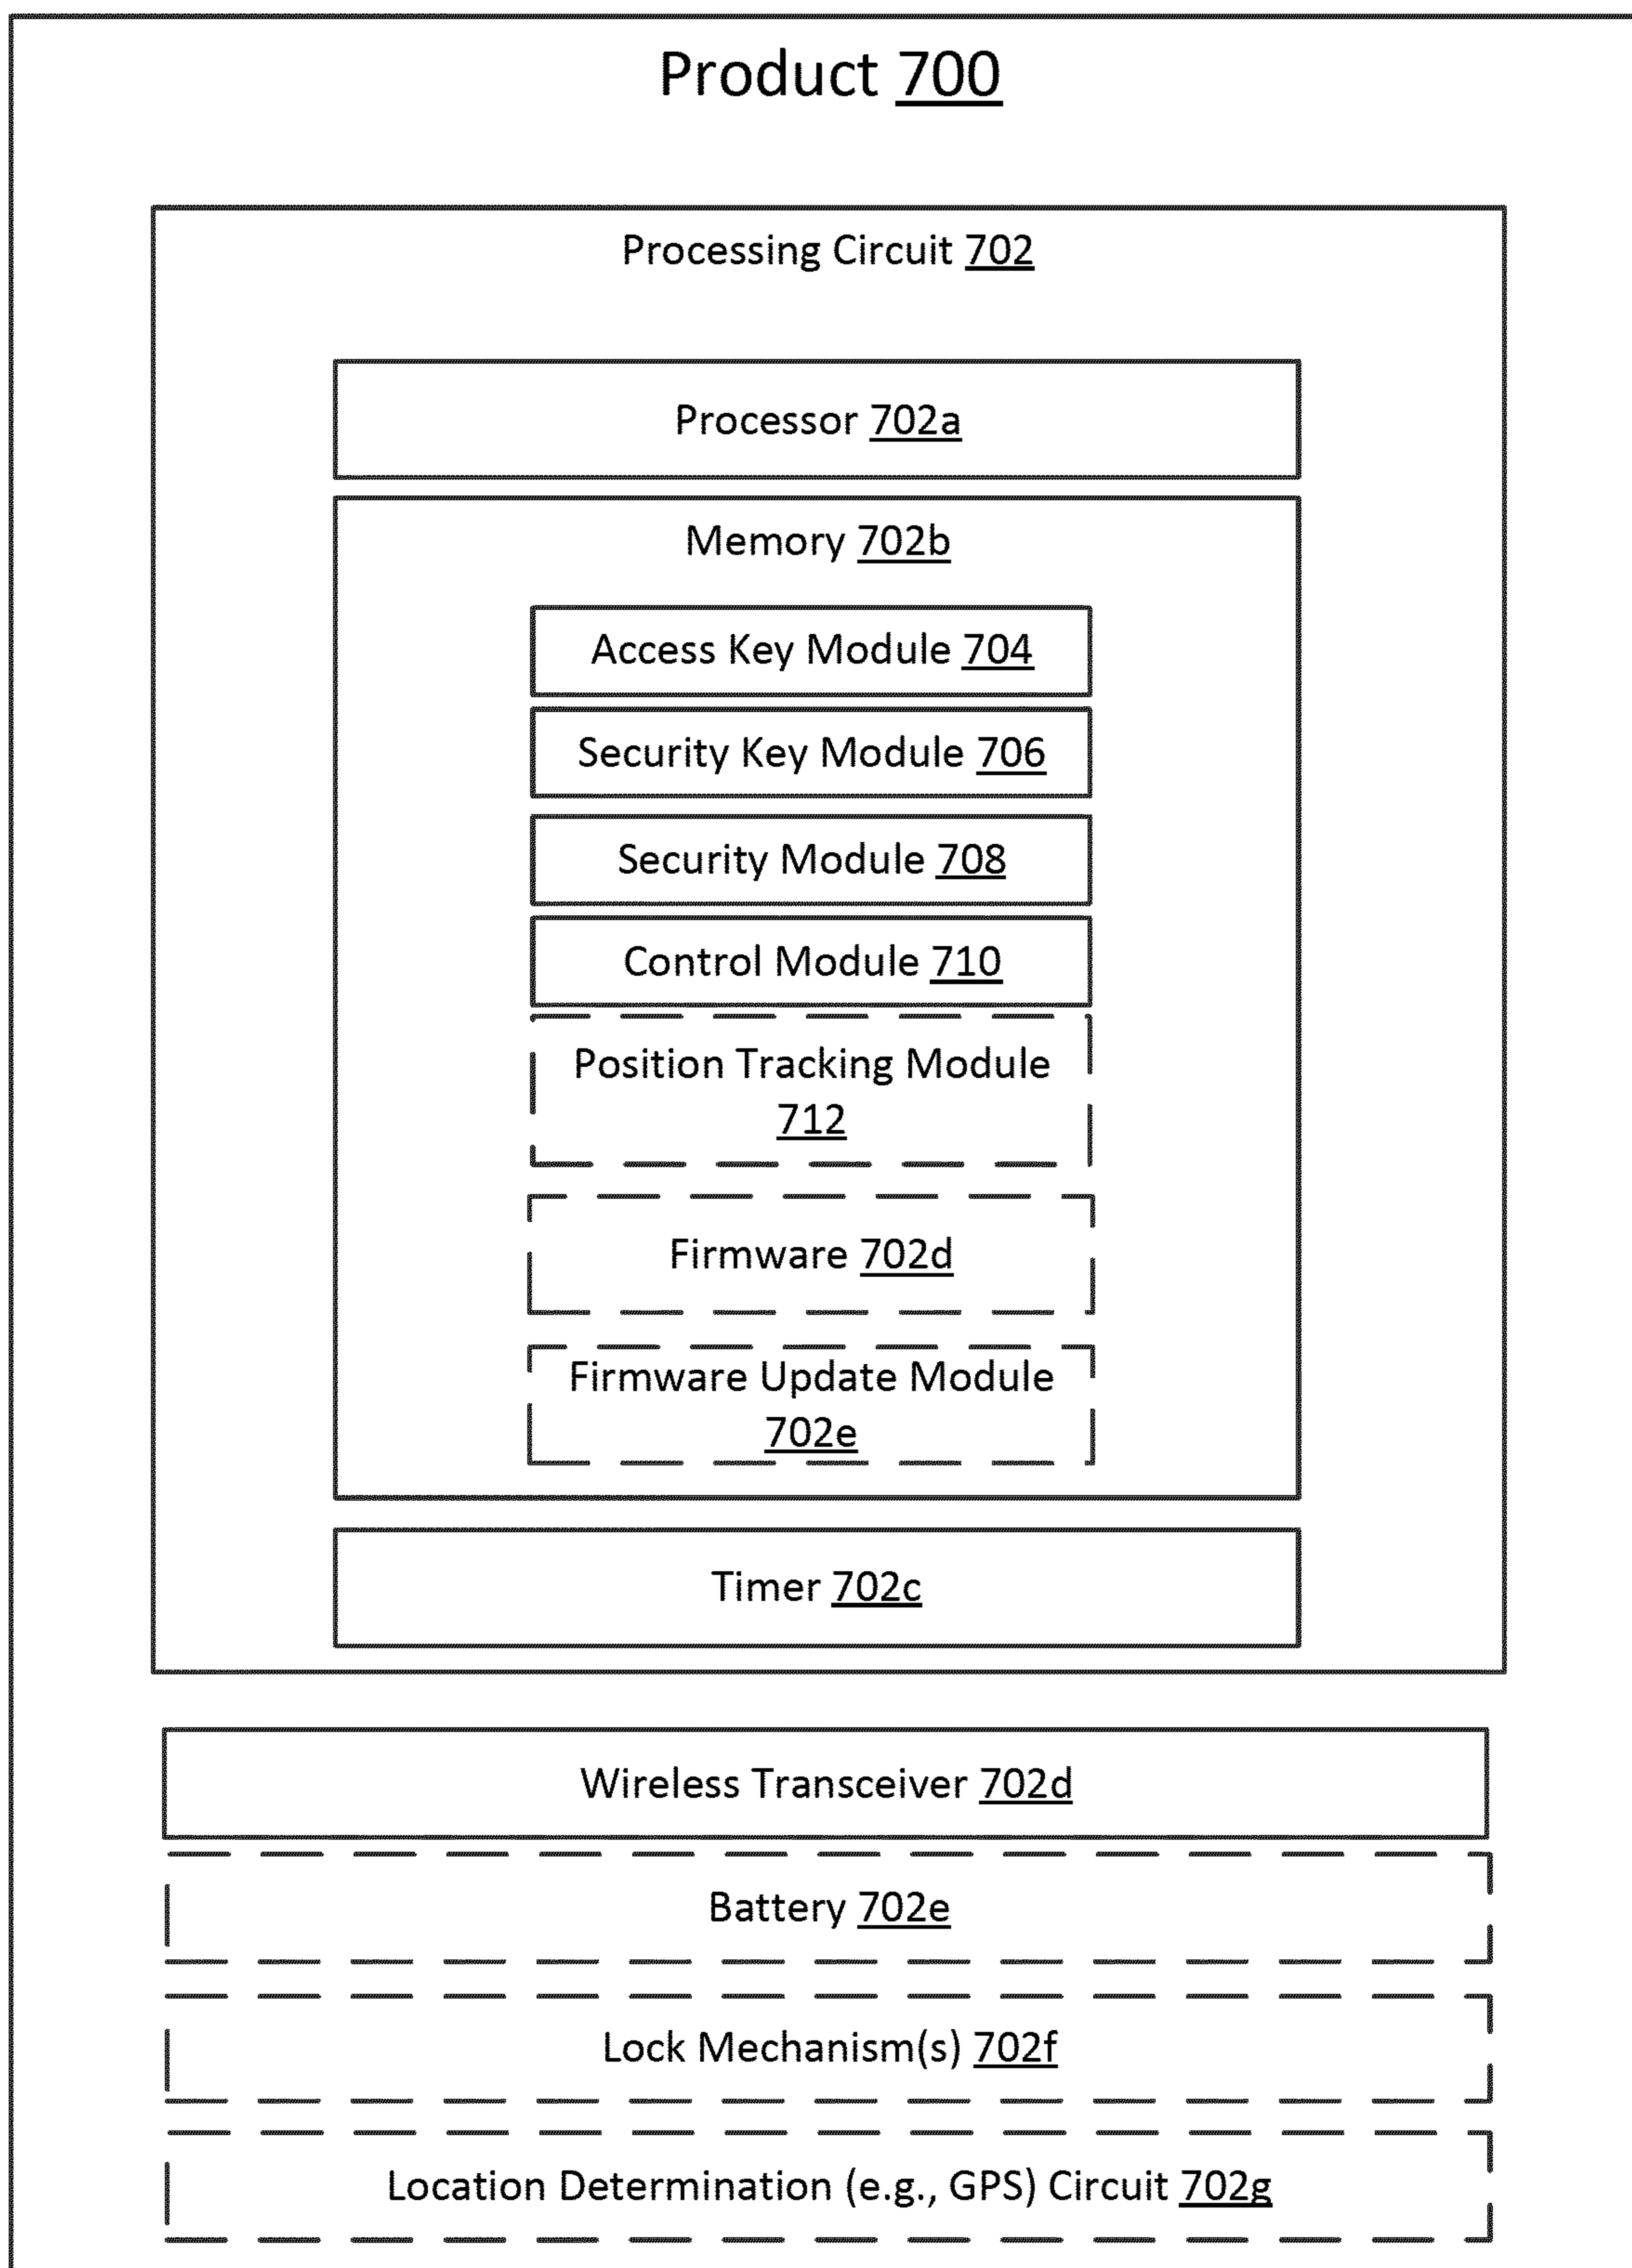 Product 700
Processing Circuit 702
Processor 702a
Memory 702b
Access Key Module 704
Security Key Module 706
Security Module 708
Control Module 710
Position Tracking Module
712
Firmware 702d
Firmware Update Module
702e
Timer 702c
Wireless Transceiver 702d
Battery 702e
Lock Mechanism(s) 702f
Location Determination (e.g., GPS) Circuit 702g